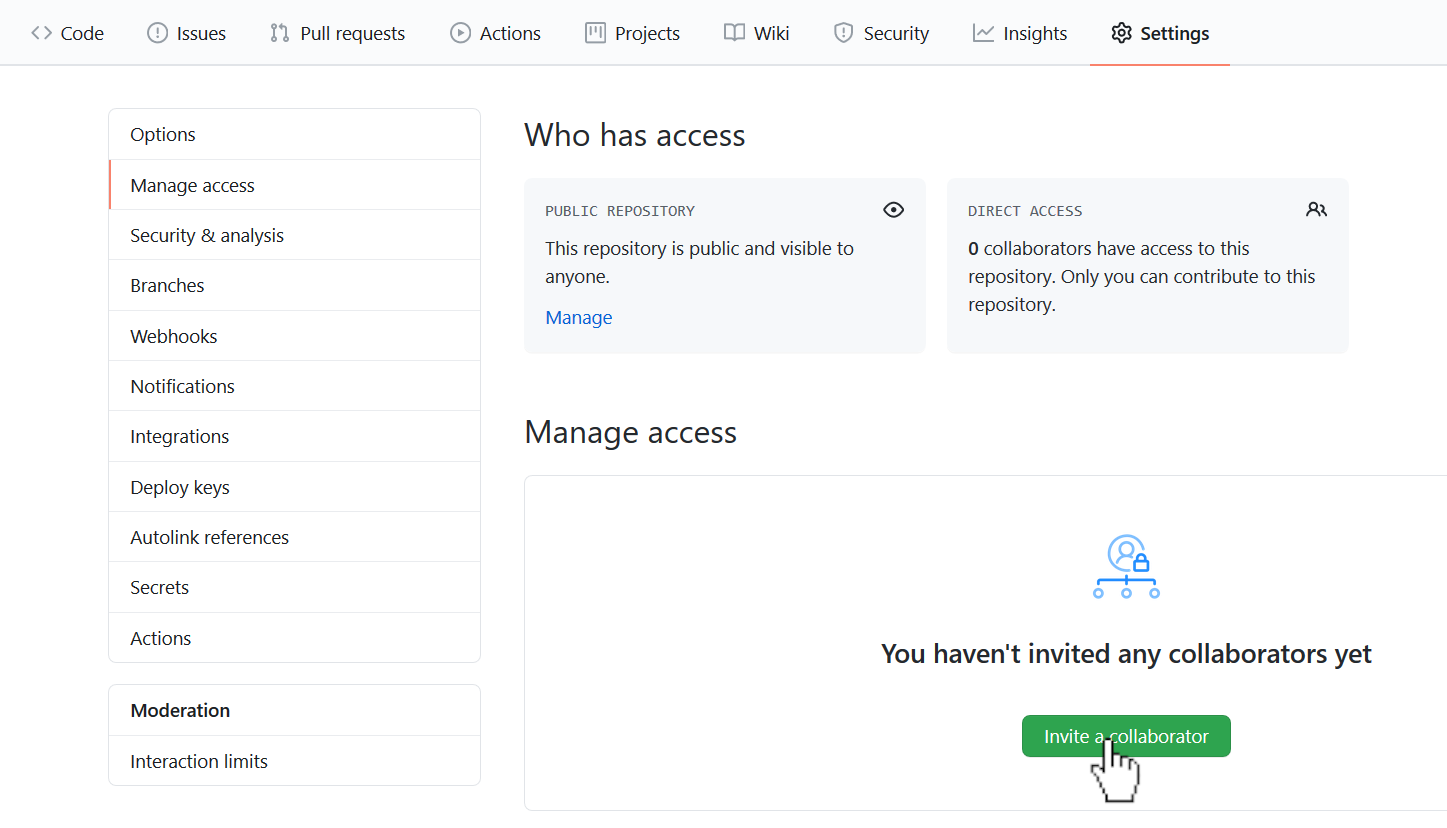 Code Issues Pull requests Actions Projects Wiki Security Insights Settings
Options
Manage access
Security & analysis
Branches
Webhooks
Notifications
Integrations
Deploy keys
Autolink references
Secrets
Actions
Moderation
Interaction limits
Who has access
PUBLIC REPOSITORY
This repository is public and visible to
anyone.
Manage
DIRECT ACCESS
0 collaborators have access to this
repository. Only you can contribute to this
repository.
Manage access
You haven't invited any collaborators yet
Invite a collaborator